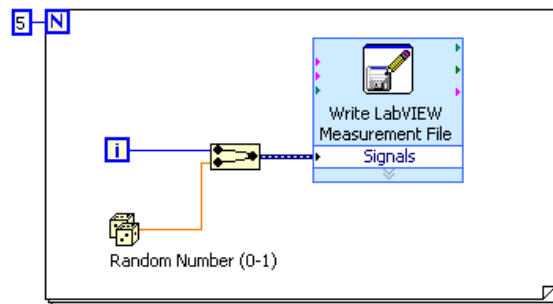 5
N
Write LabVIEW
Measurement File
Signals
i
Random Number (0-1)